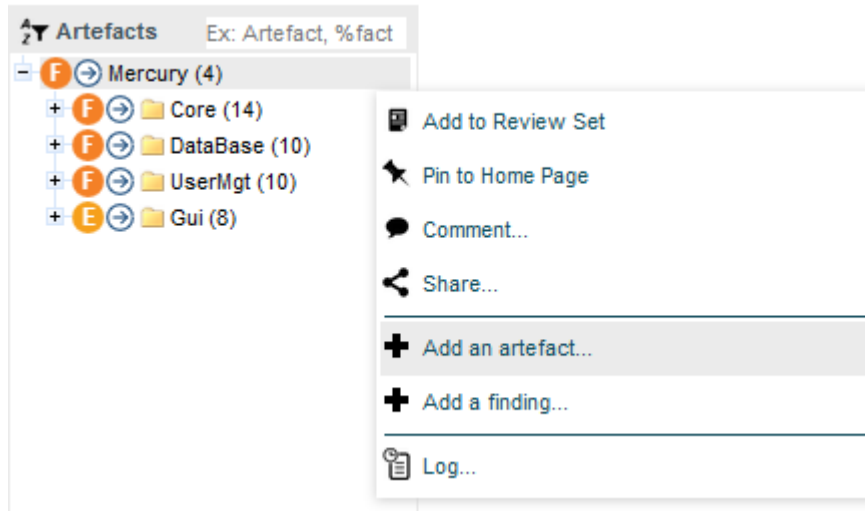 Artefacts Ex: Artefact, %fact
F Mercury (4)
F Core (14)
F DataBase (10)
F UserMgt (10)
E Gui (8)
Add to Review Set
Pin to Home Page
Comment...
Share...
Add an artefact...
Add a finding...
Log...